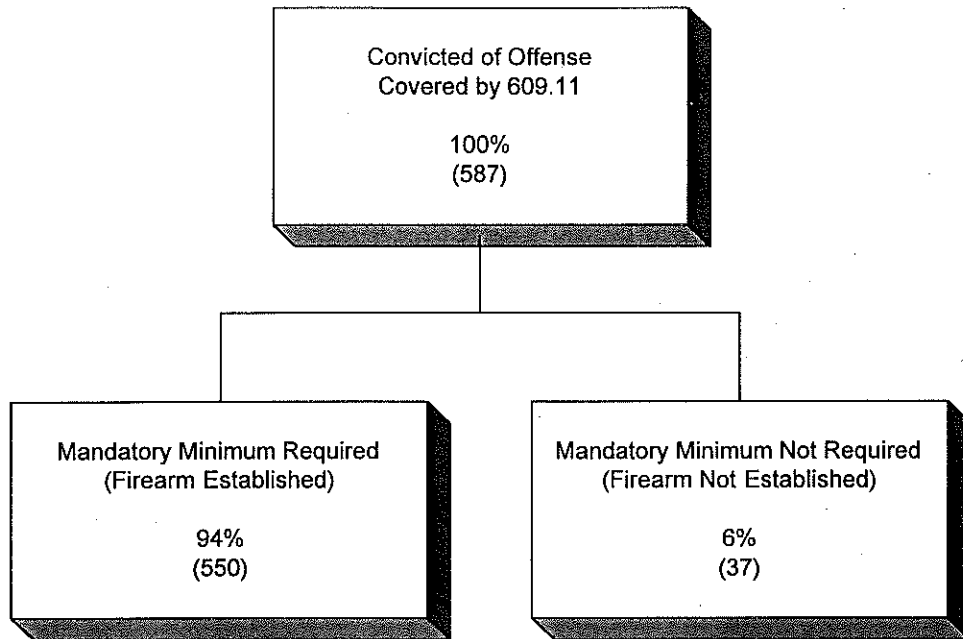 Convicted of Offense
Covered by 609.11
100%
(587)
Mandatory Minimum Required
(Firearm Established)
94%
(550)
Mandatory Minimum Not Required
(Firearm Not Established)
6%
(37)